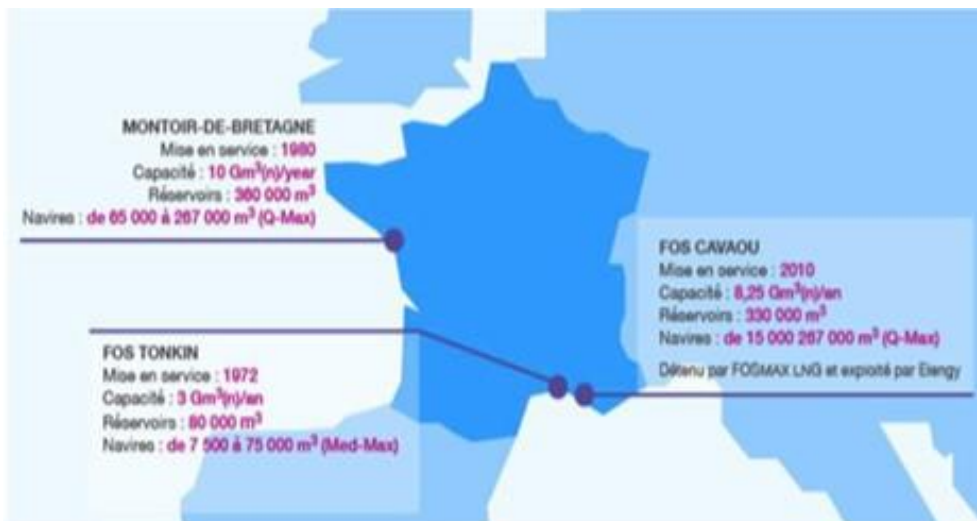 MONTOIR-DE-BRETAGNE
Mise en service : 1980
Capacité : 10 Gm³(n)/year
Réservoirs : 360 000 m³
Navires : de 65 000 à 267 000 m³ (Q-Max)
FOS TONKIN
Mise en service : 1972
Capacité : 3 Gm³(n)/an
Réservoirs : 80 000 m³
Navires : de 7 500 à 75 000 m³ (Med-Max)
FOS CAVAOU
Mise en service : 2010
Capacité : 8,25 Gm³(n)/an
Réservoirs : 330 000 m³
Navires : de 15 000 267 000 m³ (Q-Max)
Détenu par FOSMAX LNG et exploité par Elengy